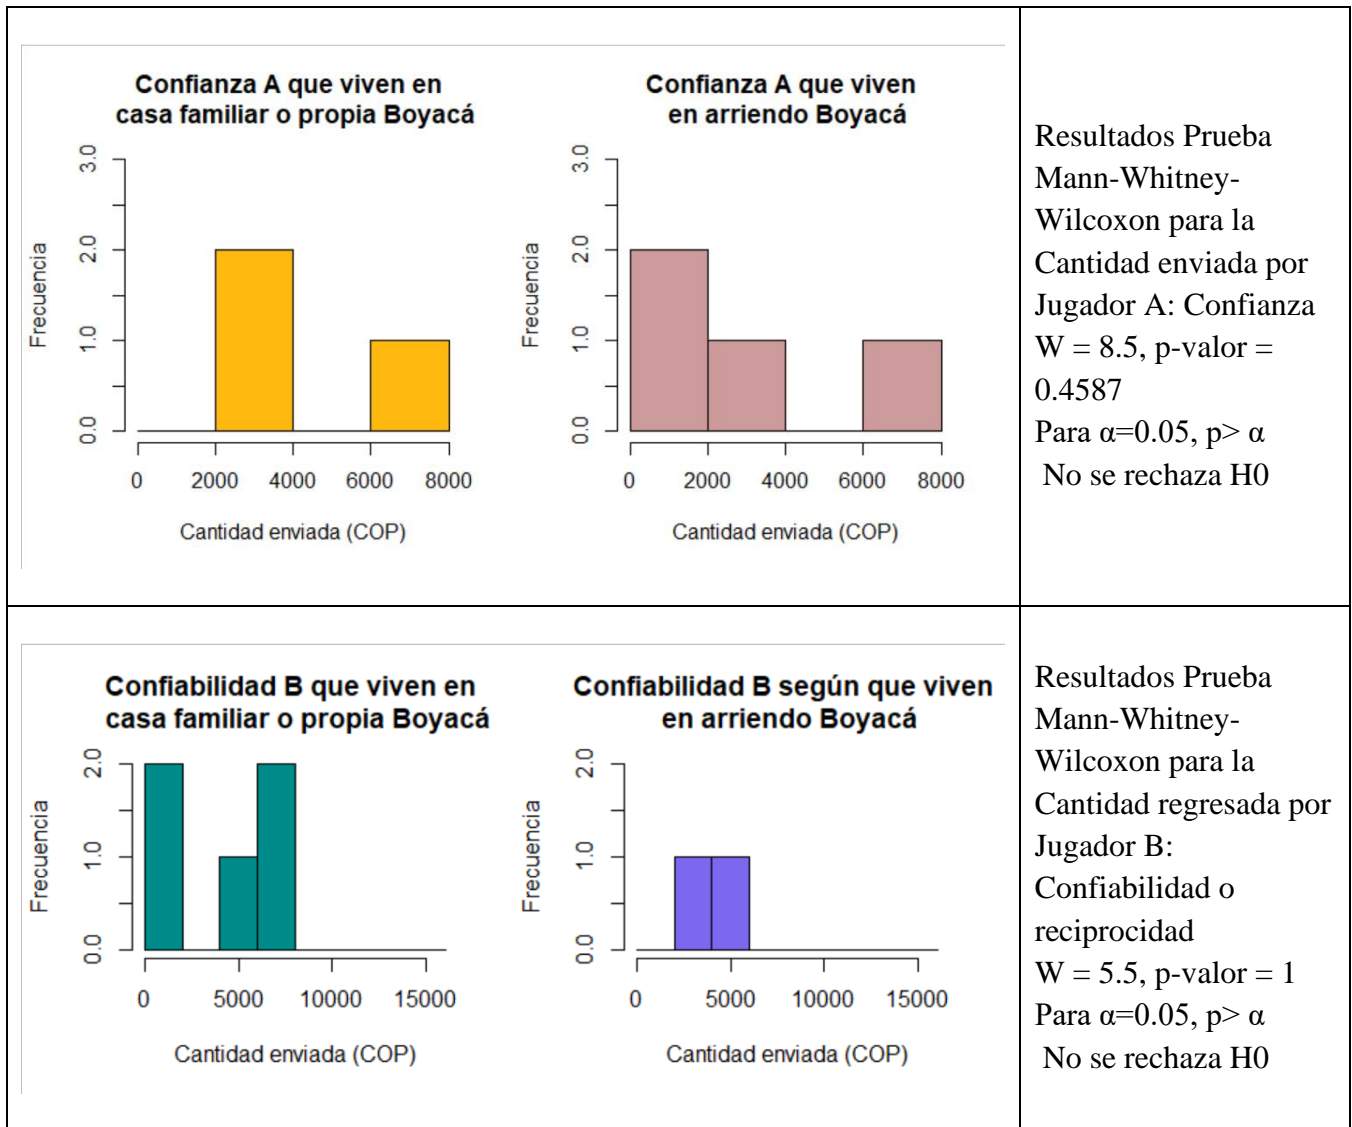 Confianza A que viven en
casa familiar o propia Boyacá
Frecuencia
3.0
2.0
1.0
0.0
0 2000 4000 6000 8000
Cantidad enviada (COP)
Confianza A que viven
en arriendo Boyacá
Frecuencia
3.0
2.0
1.0
0.0
0 2000 4000 6000 8000
Cantidad enviada (COP)
Resultados Prueba
Mann-Whitney-
Wilcoxon para la
Cantidad enviada por
Jugador A: Confianza
W = 8.5, p-valor =
0.4587
Para α=0.05, p> α
No se rechaza H0
Confiabilidad B que viven en
casa familiar o propia Boyacá
Frecuencia
2.0
1.0
0.0
0 5000 10000 15000
Cantidad enviada (COP)
Confiabilidad B según que viven
en arriendo Boyacá
Frecuencia
2.0
1.0
0.0
0 5000 10000 15000
Cantidad enviada (COP)
Resultados Prueba
Mann-Whitney-
Wilcoxon para la
Cantidad regresada por
Jugador B:
Confiabilidad o
reciprocidad
W = 5.5, p-valor = 1
Para α=0.05, p> α
No se rechaza H0